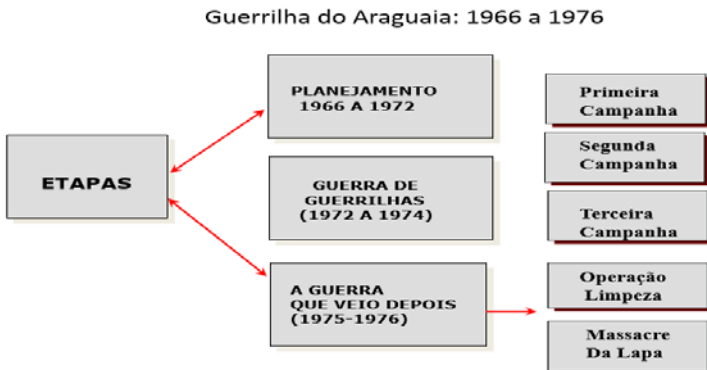 Guerrilha do Araguaia: 1966 a 1976
ETAPAS
PLANEJAMENTO
1966 A 1972
GUERRA DE
GUERRILHAS
(1972 A 1974)
A GUERRA
QUE VEIO DEPOIS
(1975-1976)
Primeira
Campanha
Segunda
Campanha
Terceira
Campanha
Operação
Limpeza
Massacre
Da Lapa